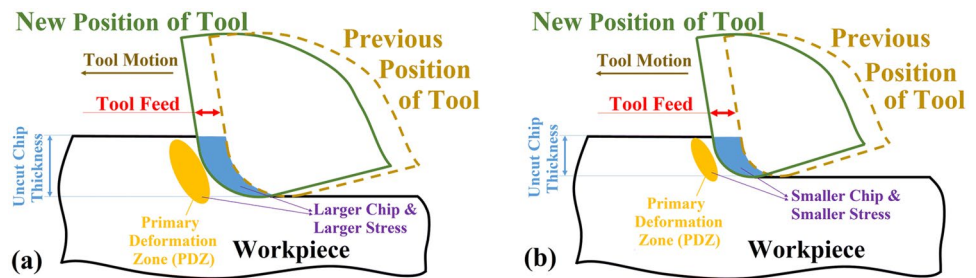 New Position of Tool
Tool Motion
Previous
Position
of Tool
Tool Feed
Uncut Chip
Thickness
Larger Chip &
Larger Stress
Primary
Deformation
Zone (PDZ)
Workpiece
(a)
New Position of Tool
Tool Motion
Previous
Position
of Tool
Tool Feed
Uncut Chip
Thickness
Smaller Chip &
Smaller Stress
Primary
Deformation
Zone (PDZ)
Workpiece
(b)